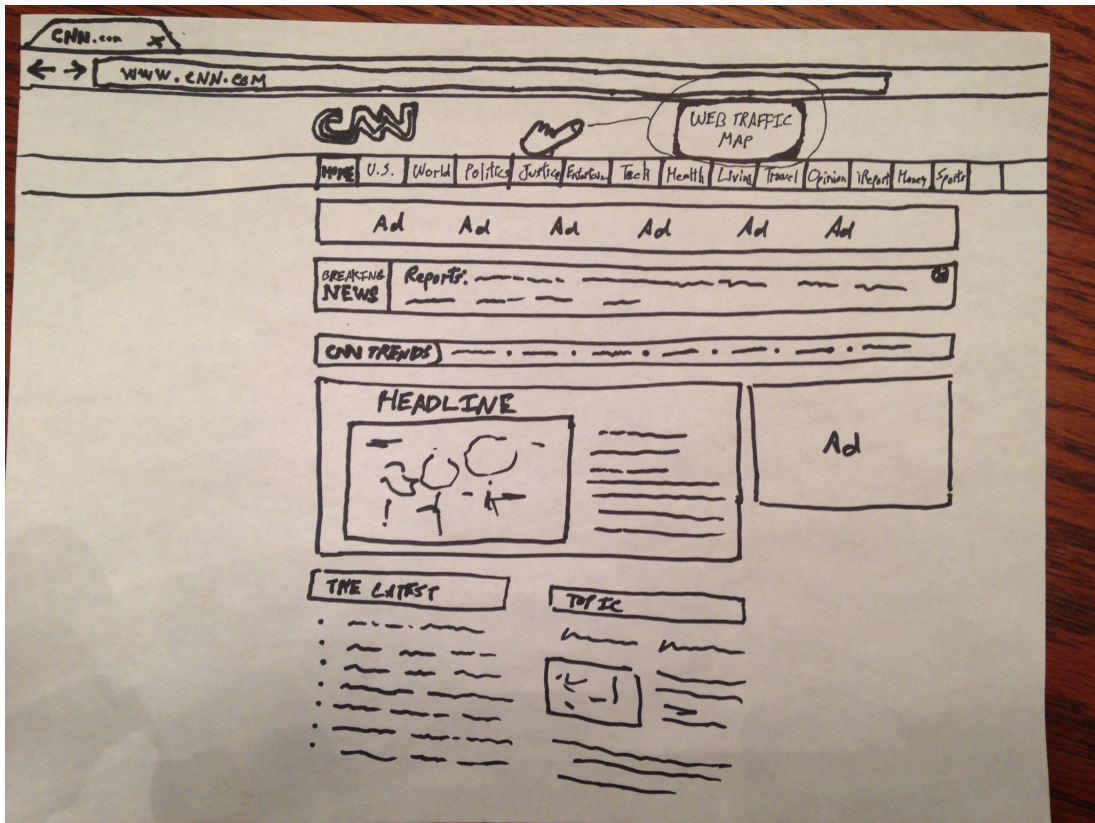 CNN.com x
WWW.CNN.COM
CNN
WEB TRAFFIC
MAP
HOME U.S. World Politics Justice Entertain Tech Health Living Travel Opinion iReport Money Sports
Ad Ad Ad Ad Ad Ad
BREAKING
NEWS
Reports:
CNN TRENDS
HEADLINE
Ad
THE LATEST
TOPIC